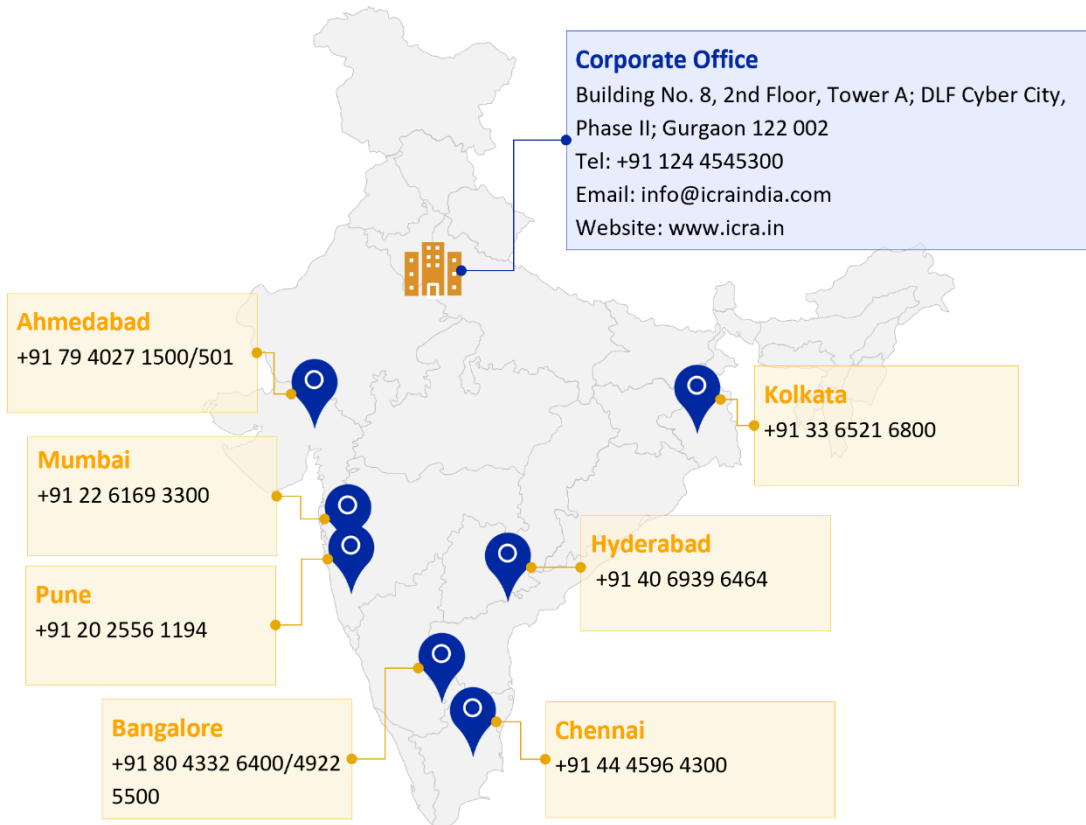 Corporate Office
Building No. 8, 2nd Floor, Tower A; DLF Cyber City,
Phase II; Gurgaon 122 002
Tel: +91 124 4545300
Email: info@icraindia.com
Website: www.icra.in
Ahmedabad
+91 79 4027 1500/501
Kolkata
+91 33 6521 6800
Mumbai
+91 22 6169 3300
Hyderabad
+91 40 6939 6464
Pune
+91 20 2556 1194
Bangalore
+91 80 4332 6400/4922
5500
Chennai
+91 44 4596 4300